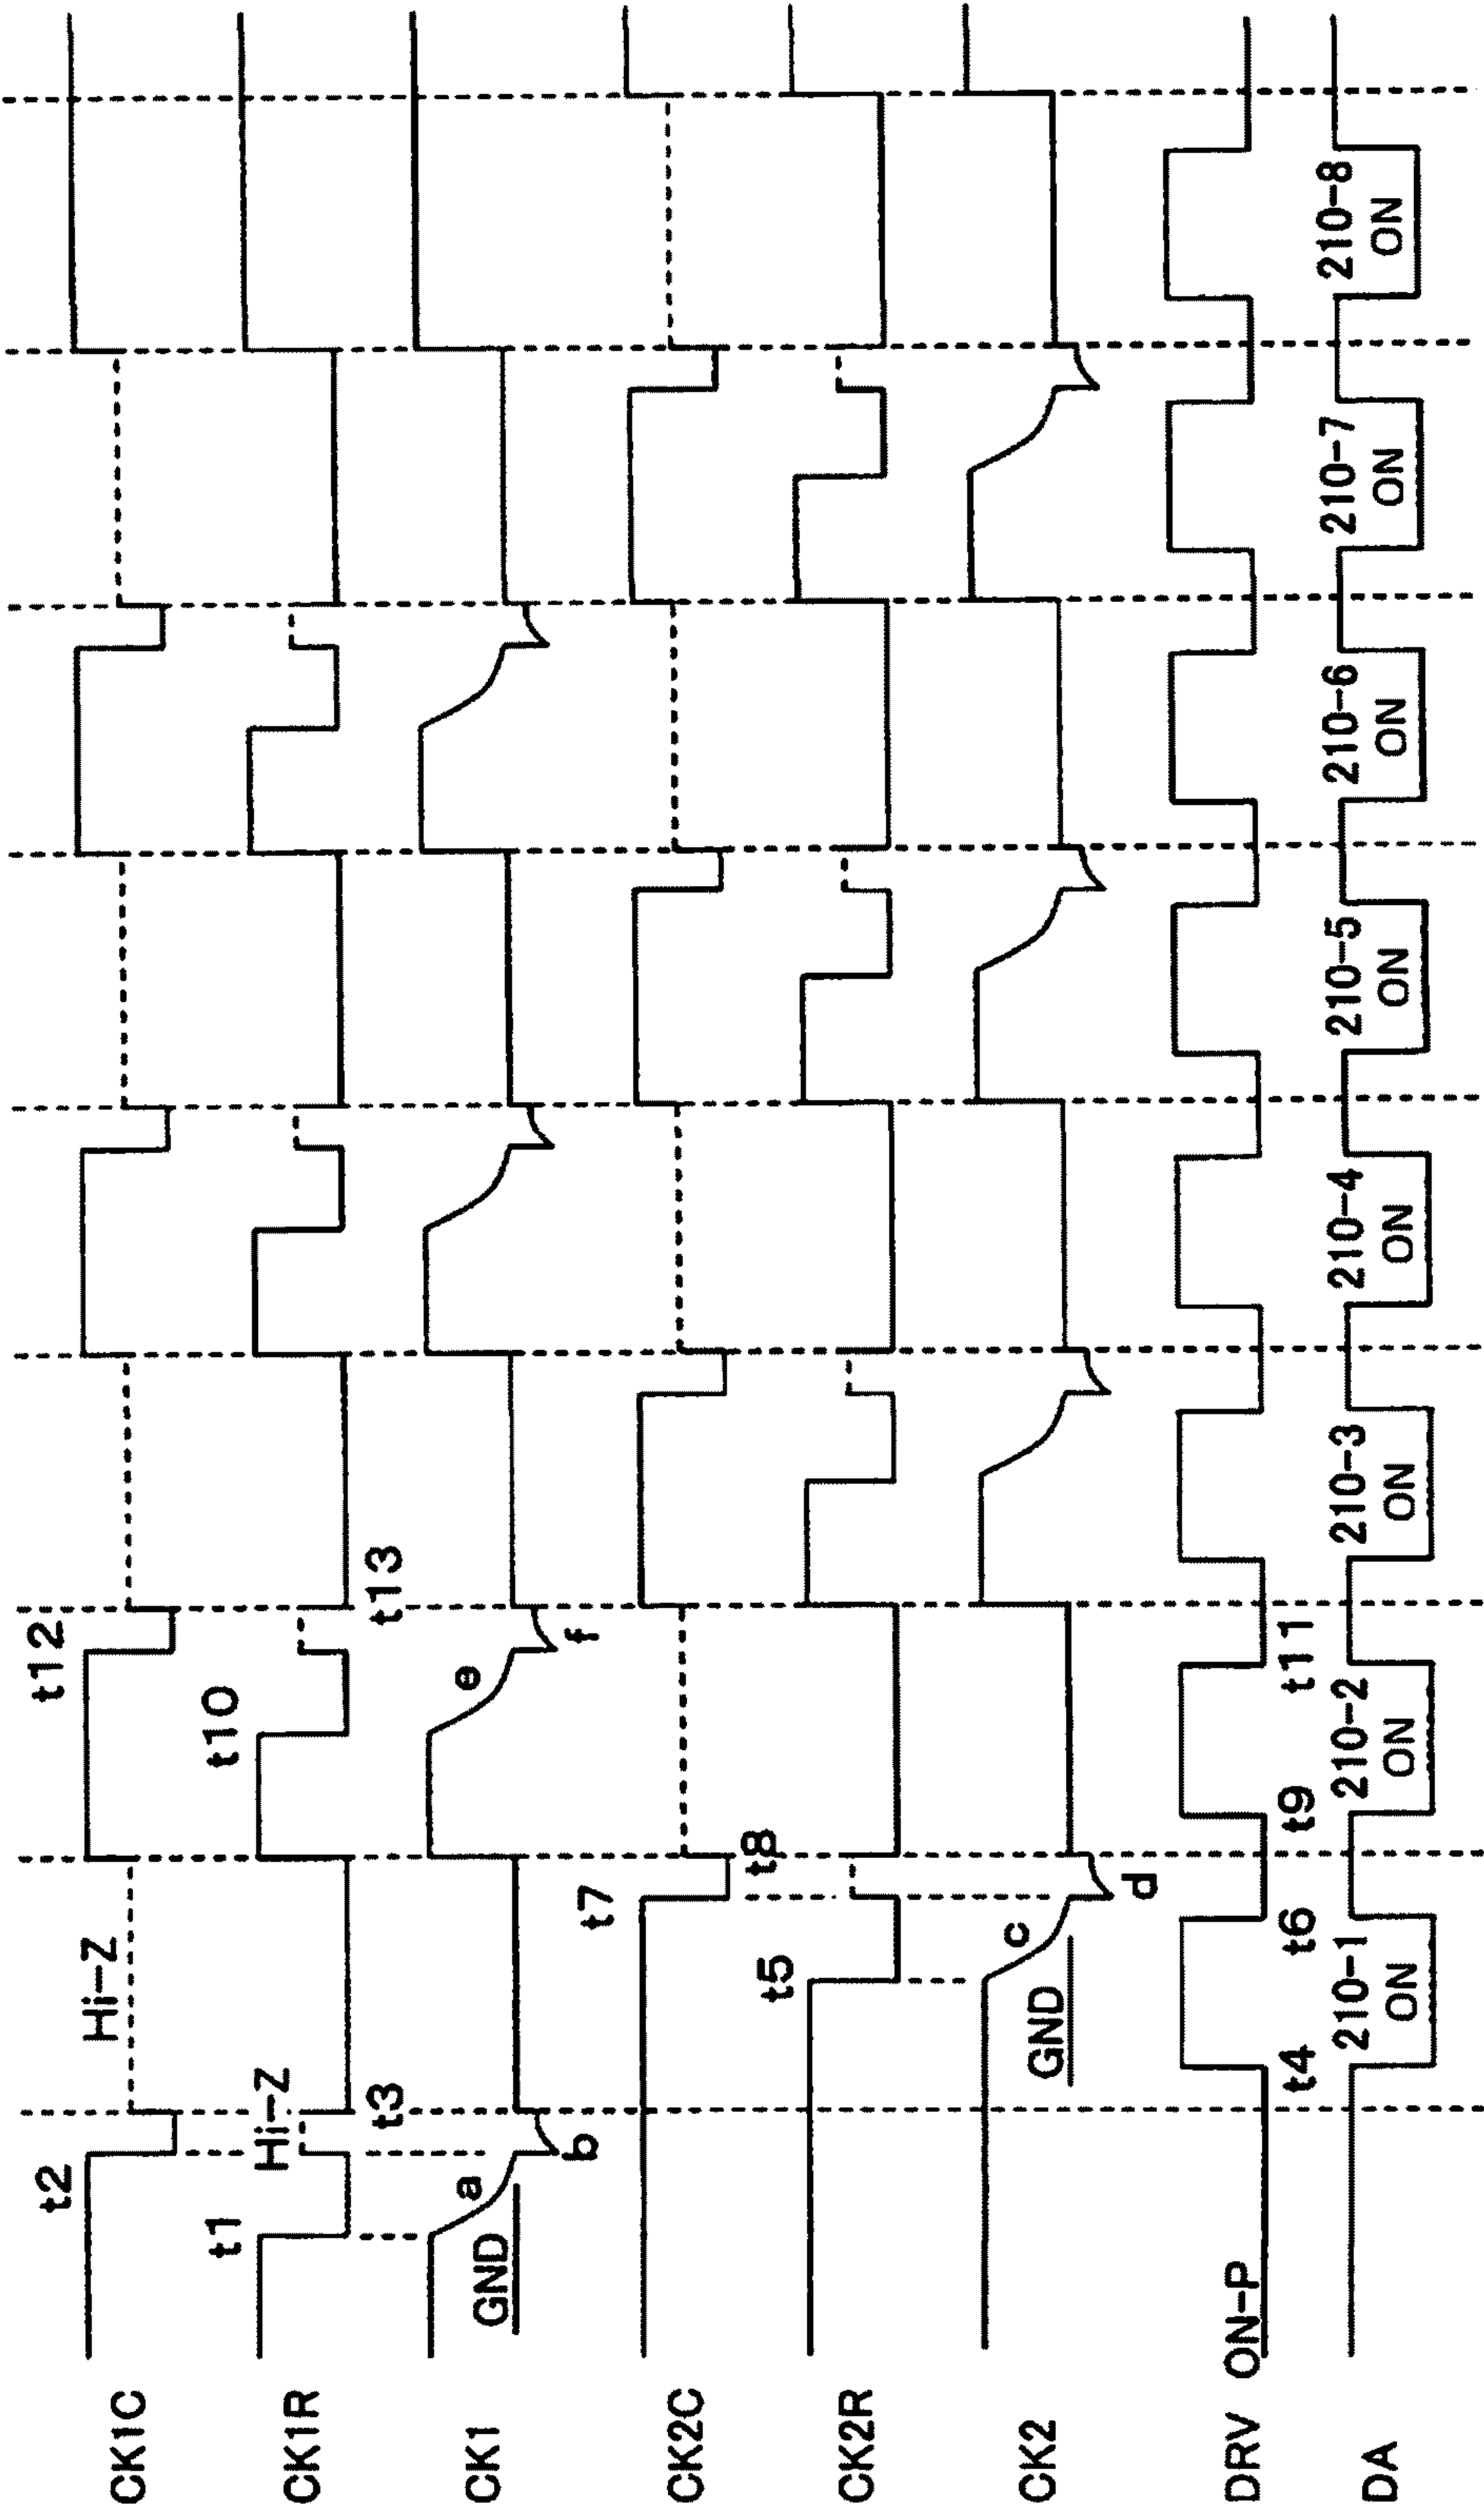 CK1C
t2
Hi-Z
t12
CK1R
t1
Hi-Z
t10
CK1
GND
a
b
t3
e
f
t13
CK2C
t7
CK2R
t5
t8
CK2
GND
c
d
DRV
ON-P
t4
t6
t9
t11
DA
210-1
ON
210-2
ON
210-3
ON
210-4
ON
210-5
ON
210-6
ON
210-7
ON
210-8
ON